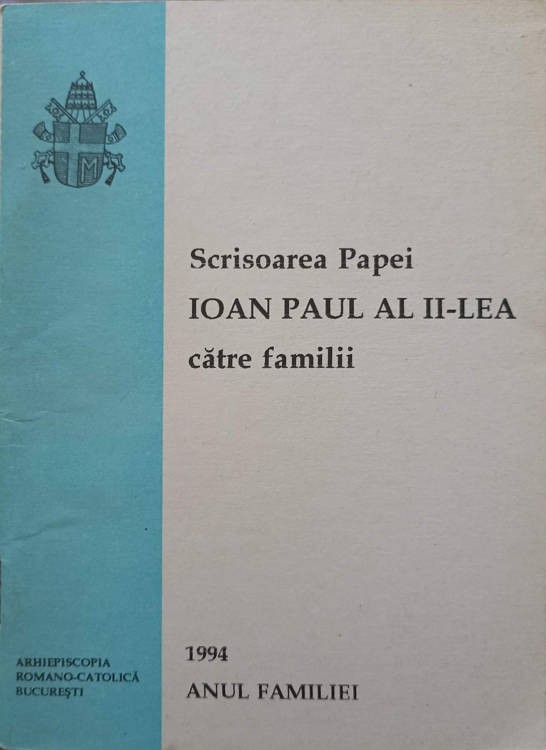 M
Scrisoarea Papei
IOAN PAUL AL II-LEA
către familii
1994
ANUL FAMILIEI
ARHIEPISCOPIA
ROMANO-CATOLICĂ
BUCUREȘTI